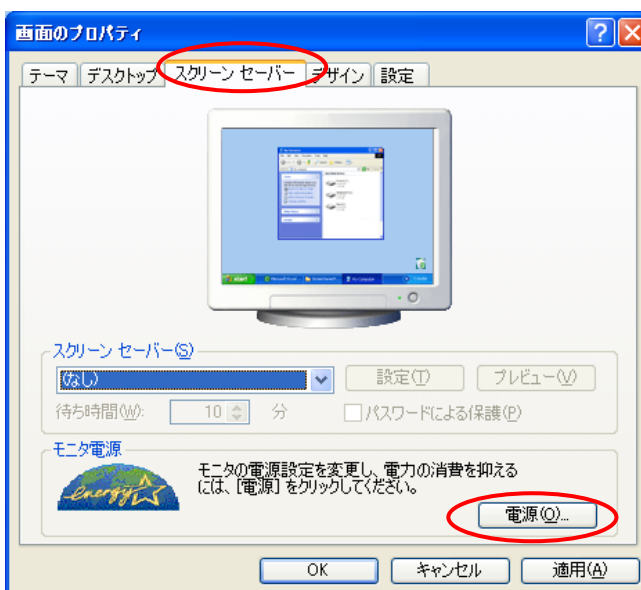 画面のプロパティ
テーマ デスクトップ スクリーン セーバー デザイン 設定
start
スクリーン セーバー(S)
(なし) 設定(T) プレビュー(V)
待ち時間(W): 10 分 パスワードによる保護(P)
モニタ電源
energy
モニタの電源設定を変更し、電力の消費を抑える
には、[電源] をクリックしてください。
電源(O)...
OK キャンセル 適用(A)